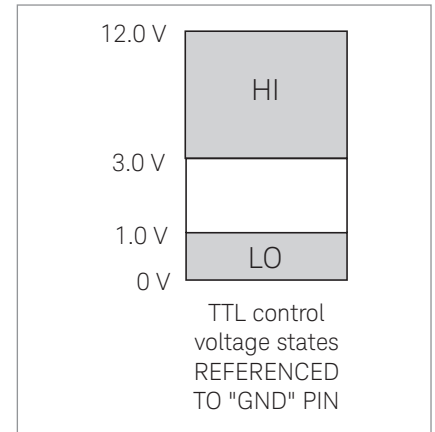 12.0 V
HI
3.0 V
1.0 V
LO
0 V
TTL control
voltage states
REFERENCED
TO "GND" PIN